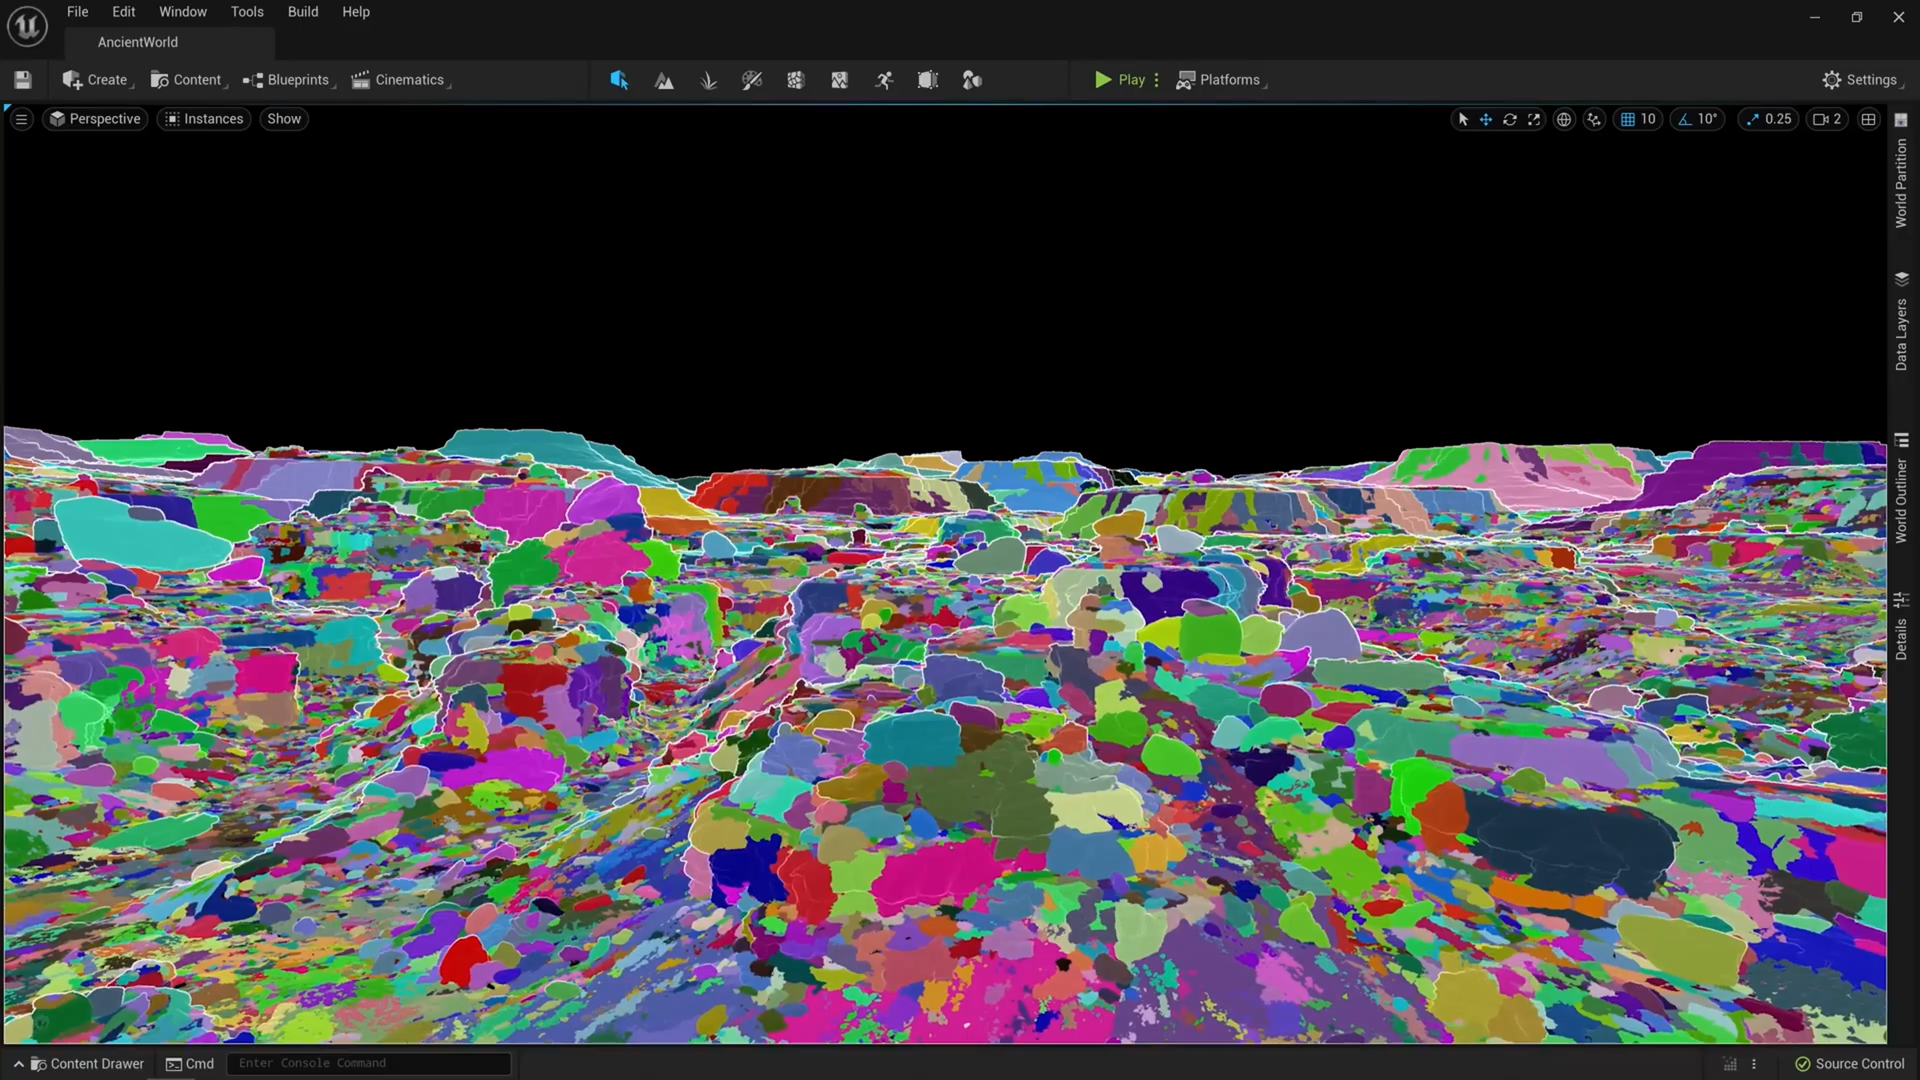 File Edit Window Tools Build Help
AncientWorld
Create Content Blueprints Cinematics Play Platforms Settings
Perspective Instances Show 10 10° 0.25 2
World Partition
Data Layers
World Outliner
Details
Content Drawer Cmd Enter Console Command Source Control